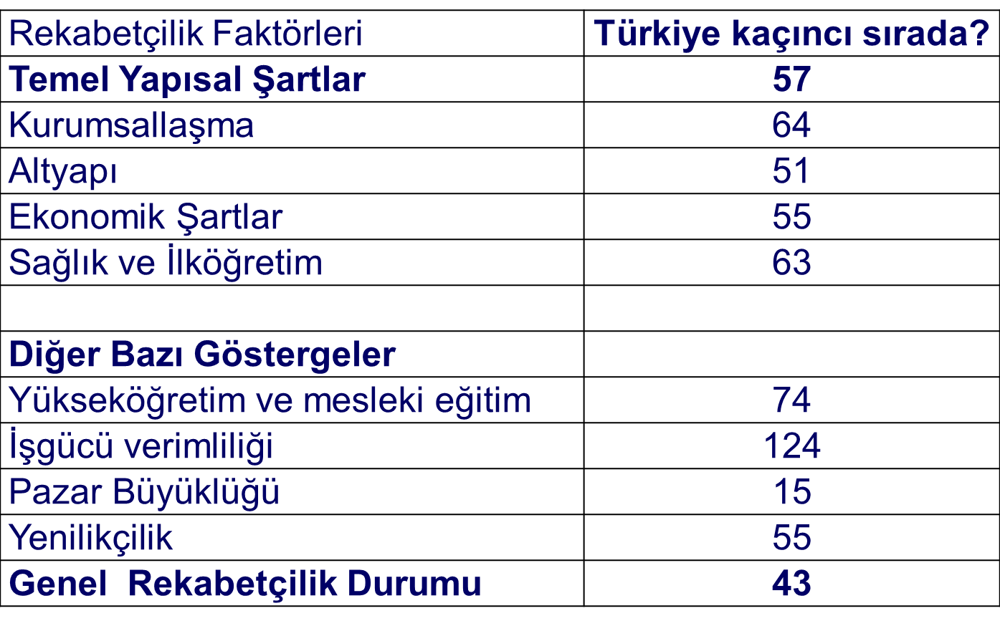 Rekabetçilik Faktörleri Türkiye kaçıncı sırada?
Temel Yapısal Şartlar 57
Kurumsallaşma 64
Altyapı 51
Ekonomik Şartlar 55
Sağlık ve İlköğretim 63
Diğer Bazı Göstergeler
Yükseköğretim ve mesleki eğitim 74
İşgücü verimliliği 124
Pazar Büyüklüğü 15
Yenilikçilik 55
Genel  Rekabetçilik Durumu 43